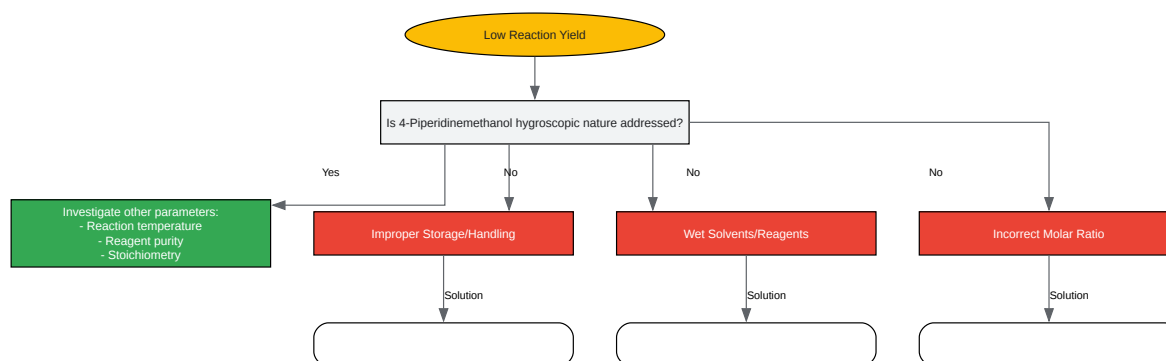 Low Reaction Yield
Is 4-Piperidinemethanol hygroscopic nature addressed?
Yes
No
No
No
Investigate other parameters:
- Reaction temperature
- Reagent purity
- Stoichiometry
Improper Storage/Handling
Wet Solvents/Reagents
Incorrect Molar Ratio
Solution
Solution
Solution